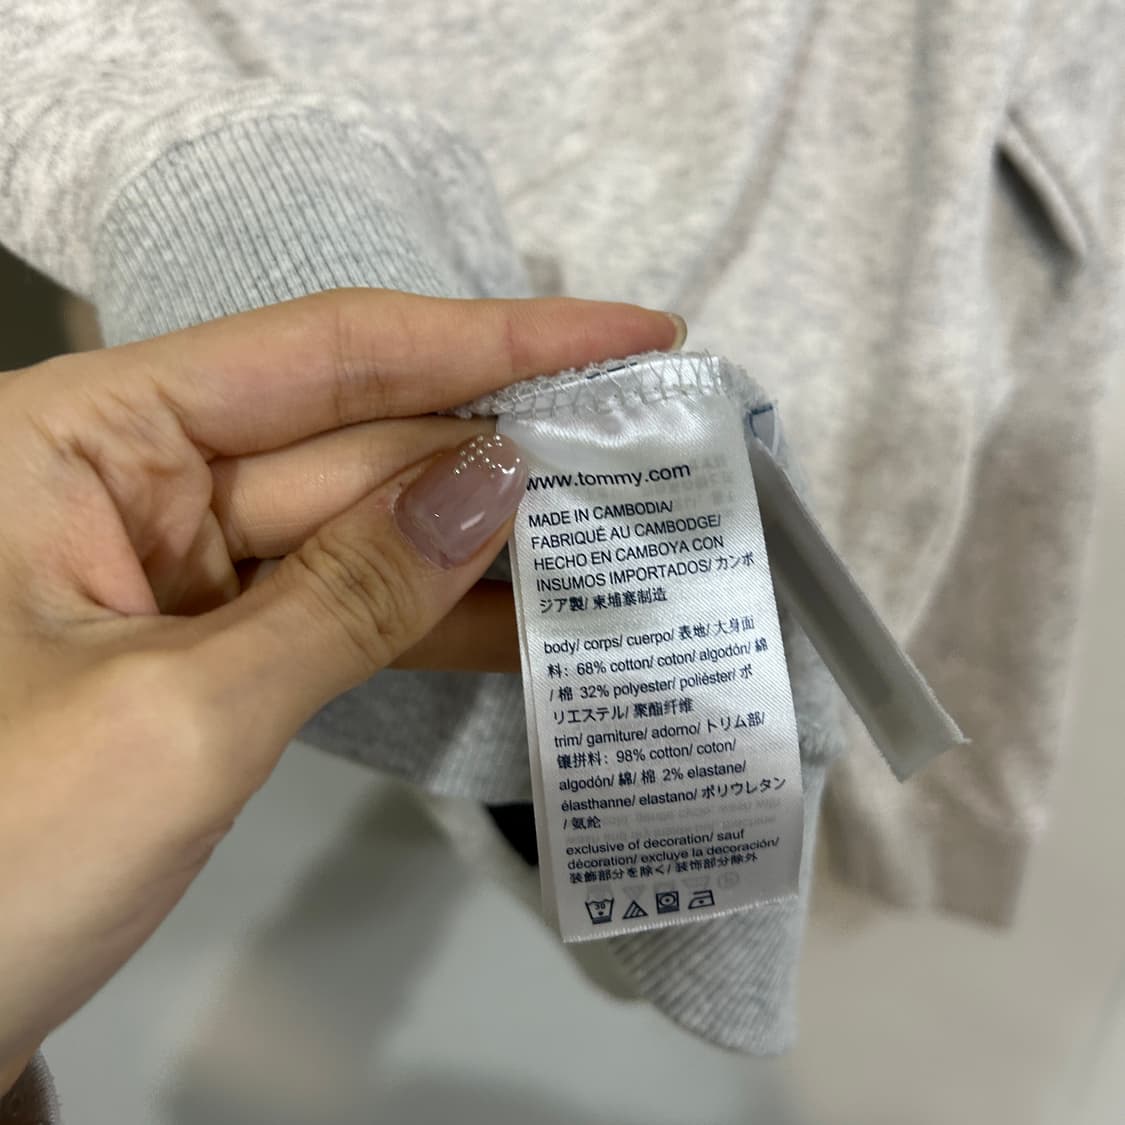 www.tommy.com
MADE IN CAMBODIA/
FABRIQUÉ AU CAMBODGE/
HECHO EN CAMBOYA CON
INSUMOS IMPORTADOS/ カンボ
ジア製/ 柬埔寨制造
body/ corps/ cuerpo/ 表地/ 大身面
料: 68% cotton/ coton/ algodón/ 綿
/ 棉 32% polyester/ poliéster/ ポ
リエステル/ 聚酯纤维
trim/ garniture/ adorno/ トリム部/
镶拼料: 98% cotton/ coton/
algodón/ 綿/ 棉 2% elastane/
élasthanne/ elastano/ ポリウレタン
/ 氨纶
exclusive of decoration/ sauf
décoration/ excluye la decoración/
装飾部分を除く/ 装饰部分除外
30